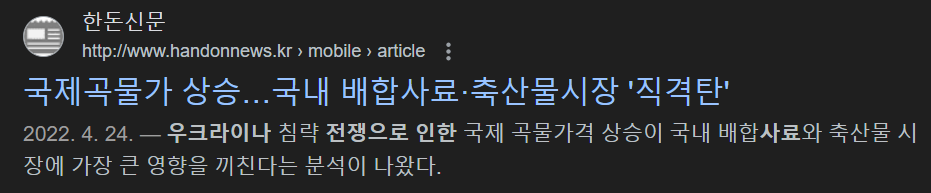 한돈신문
http://www.handonnews.kr › mobile › article
국제곡물가 상승…국내 배합사료·축산물시장 '직격탄'
2022. 4. 24. — 우크라이나 침략 전쟁으로 인한 국제 곡물가격 상승이 국내 배합사료와 축산물 시
장에 가장 큰 영향을 끼친다는 분석이 나왔다.